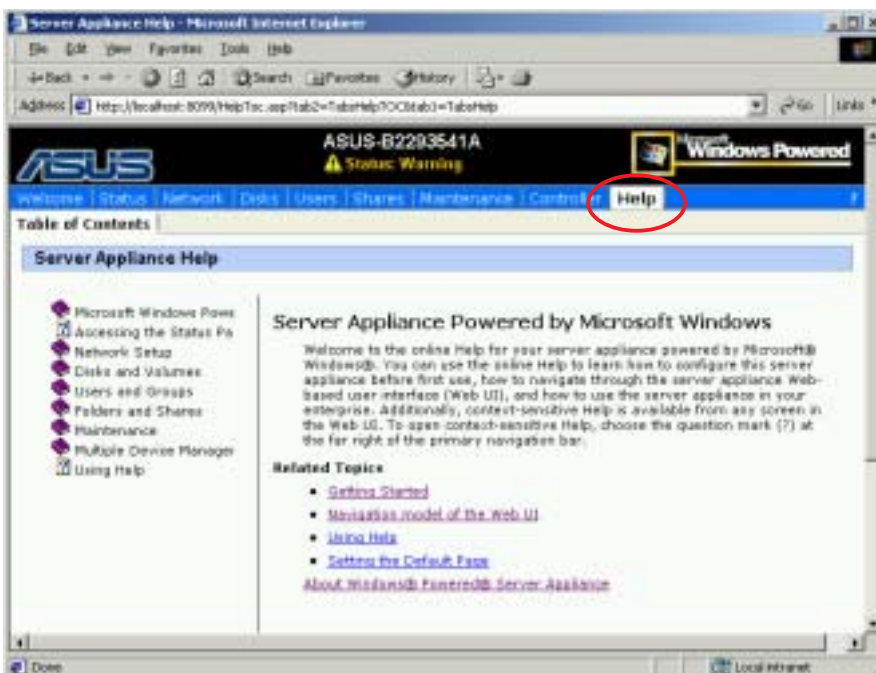 Server Appliance Help - Microsoft Internet Explorer
File Edit View Favorites Tools Help
Back Search Favorites History
Address http://localhost:8099/HelpToc.asp?tab2=TabsHelpTOC&tab1=TabsHelp Go Links
ASUS
ASUS-B2293541A
Status: Warning
Microsoft
Windows Powered
Welcome Status Network Disks Users Shares Maintenance Controller Help ?
Table of Contents
Server Appliance Help
Microsoft Windows Powe
Accessing the Status Pa
Network Setup
Disks and Volumes
Users and Groups
Folders and Shares
Maintenance
Multiple Device Manager
Using Help
Server Appliance Powered by Microsoft Windows
Welcome to the online Help for your server appliance powered by Microsoft®
Windows®. You can use the online Help to learn how to configure this server
appliance before first use, how to navigate through the server appliance Web-
based user interface (Web UI), and how to use the server appliance in your
enterprise. Additionally, context-sensitive Help is available from any screen in
the Web UI. To open context-sensitive Help, choose the question mark (?) at
the far right of the primary navigation bar.
Related Topics
Getting Started
Navigation model of the Web UI
Using Help
Setting the Default Page
About Windows® Powered® Server Appliance
Done
Local intranet